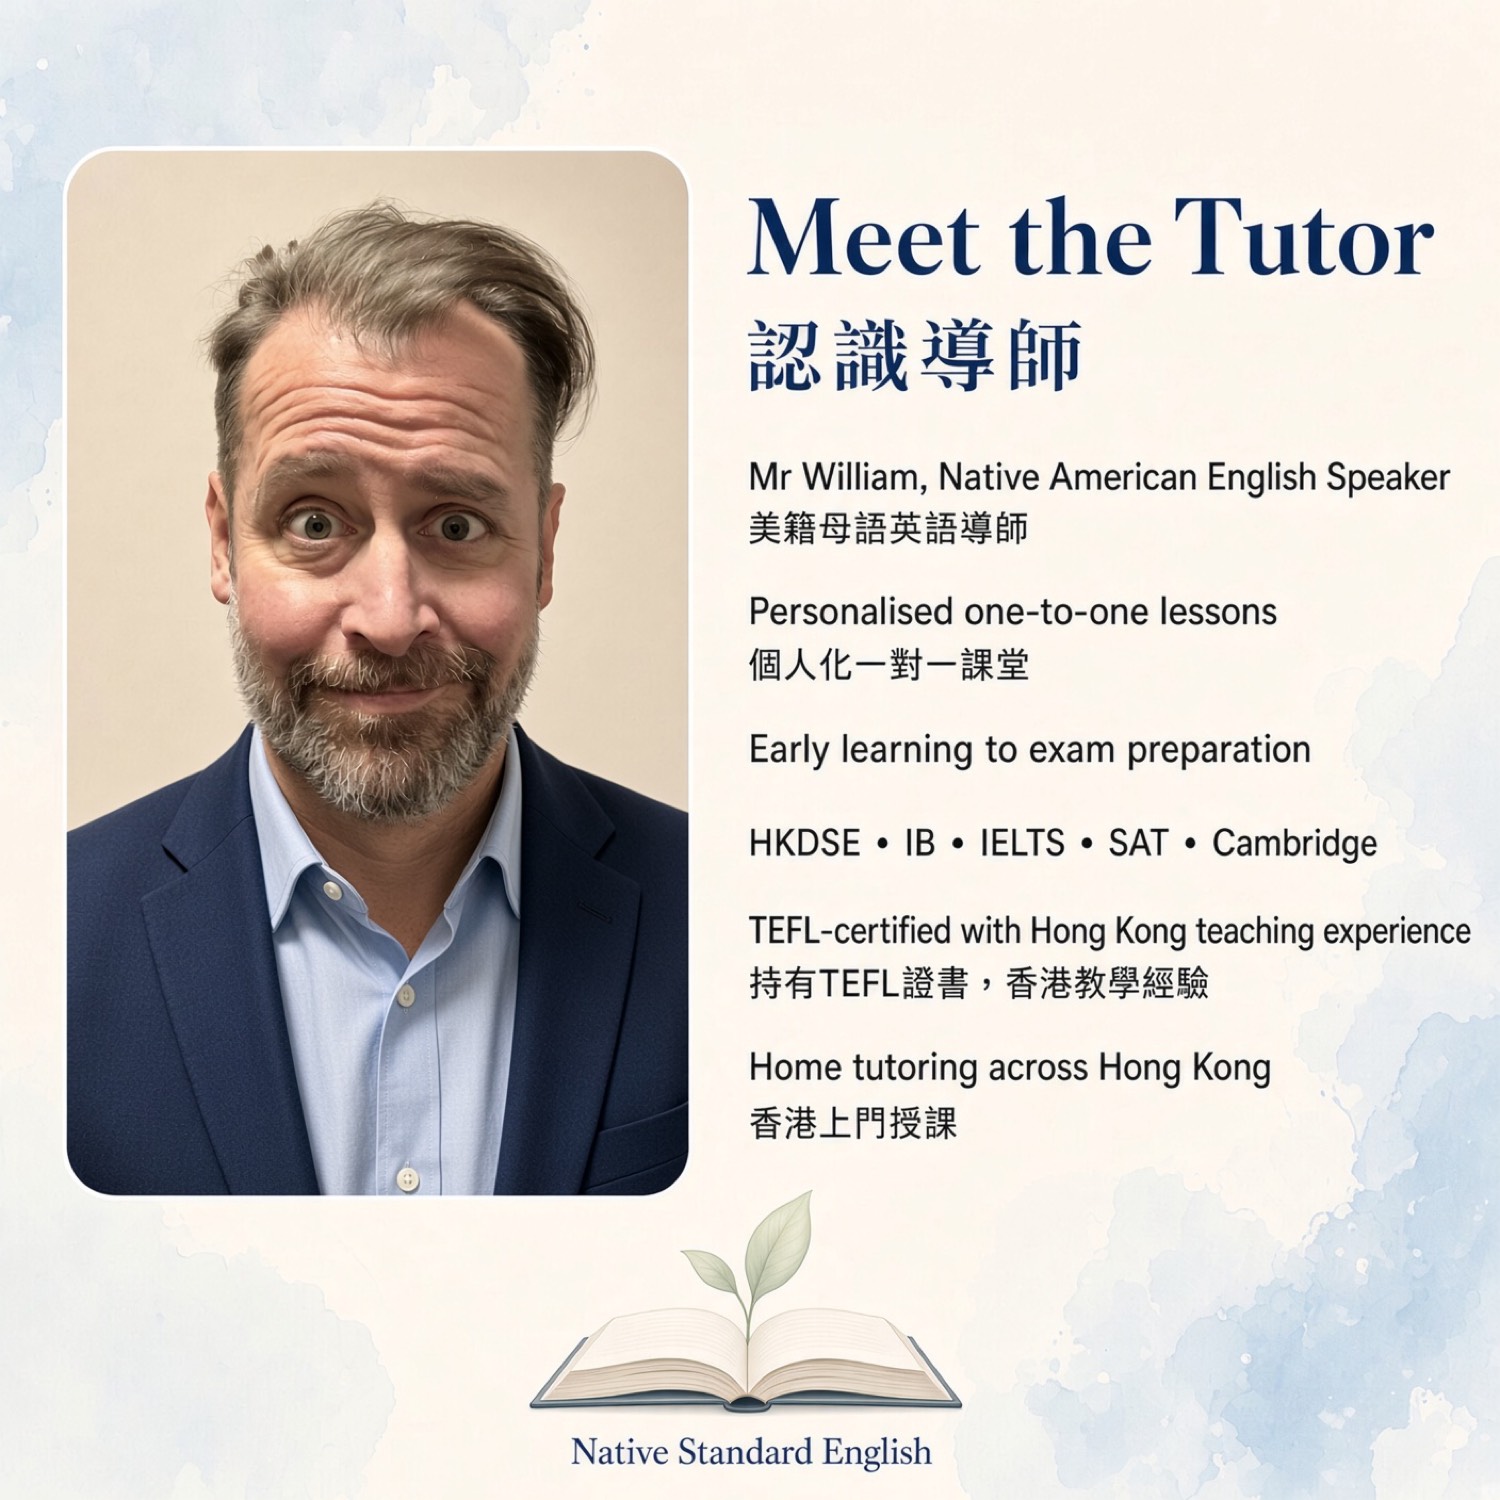 Meet the Tutor
認識導師
Mr William, Native American English Speaker
美籍母語英語導師
Personalised one-to-one lessons
個人化一對一課堂
Early learning to exam preparation
HKDSE • IB • IELTS • SAT • Cambridge
TEFL-certified with Hong Kong teaching experience
持有TEFL證書，香港教學經驗
Home tutoring across Hong Kong
香港上門授課
Native Standard English